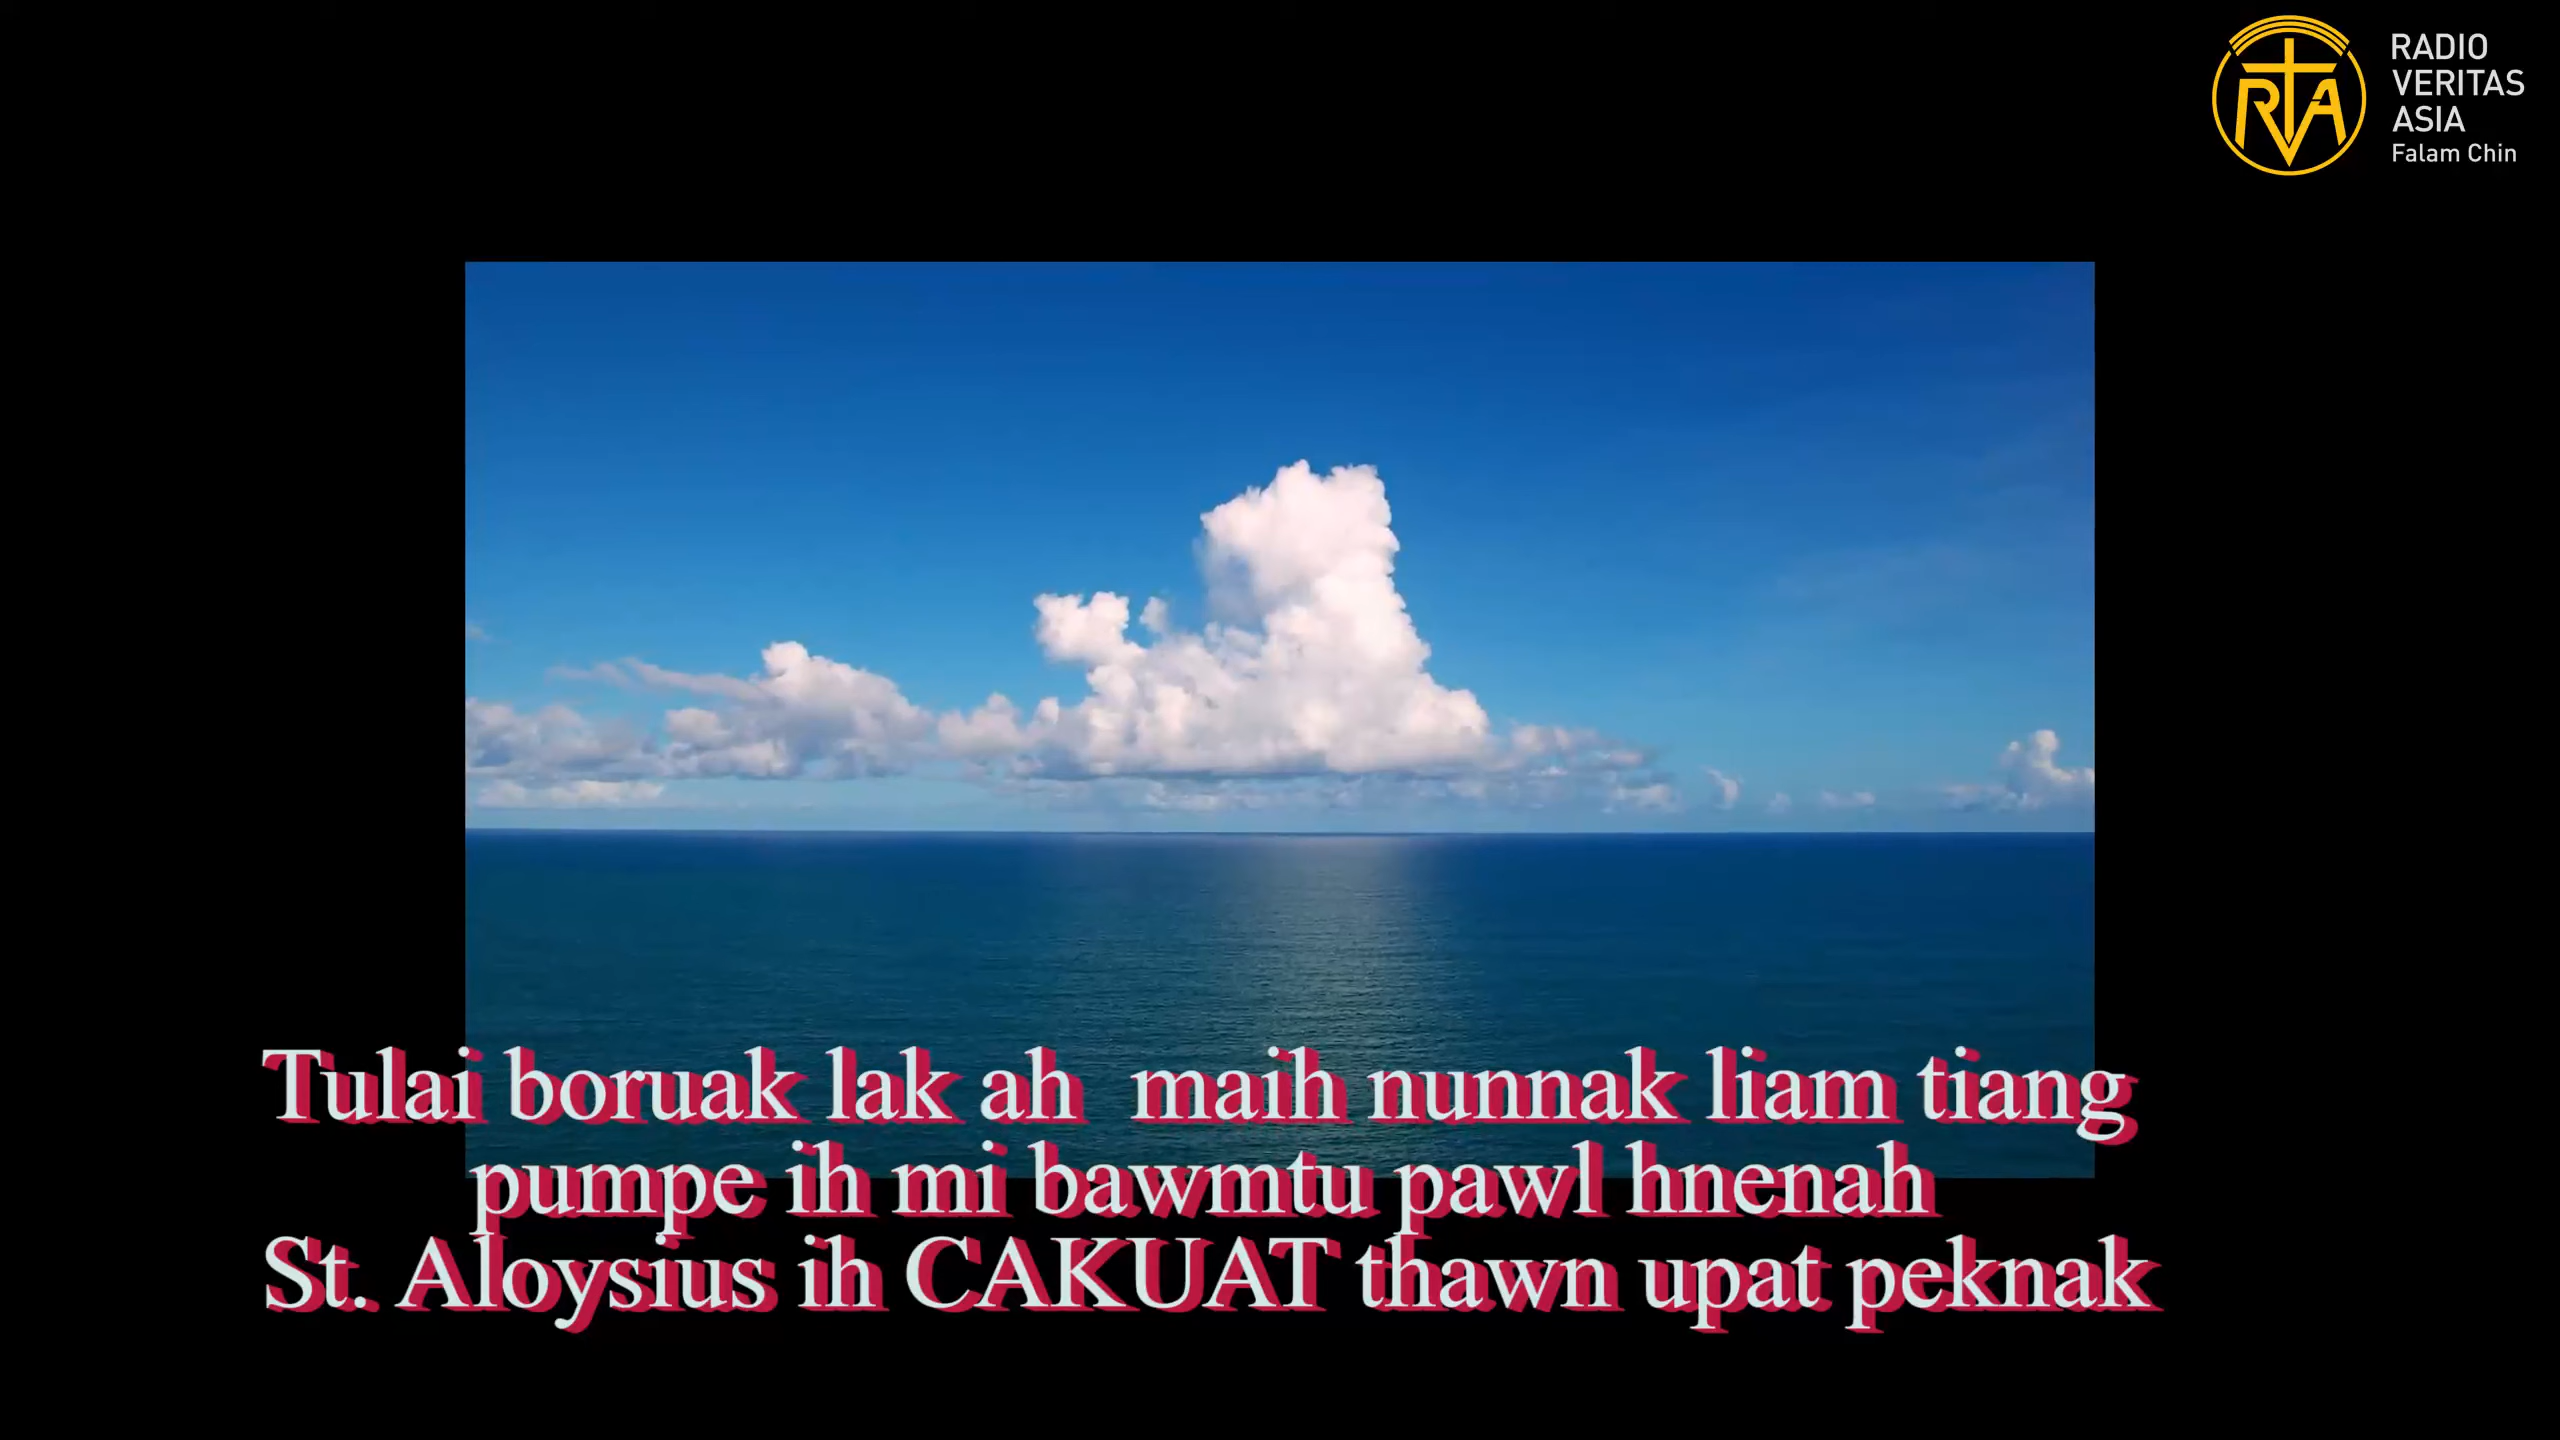 RADIO
VERITAS
ASIA
Falam Chin
Tulai boruak lak ah maih nunnak liam tiang
pumpe ih mi bawmtu pawl hnenah
St. Aloysius ih CAKUAT thawn upat peknak